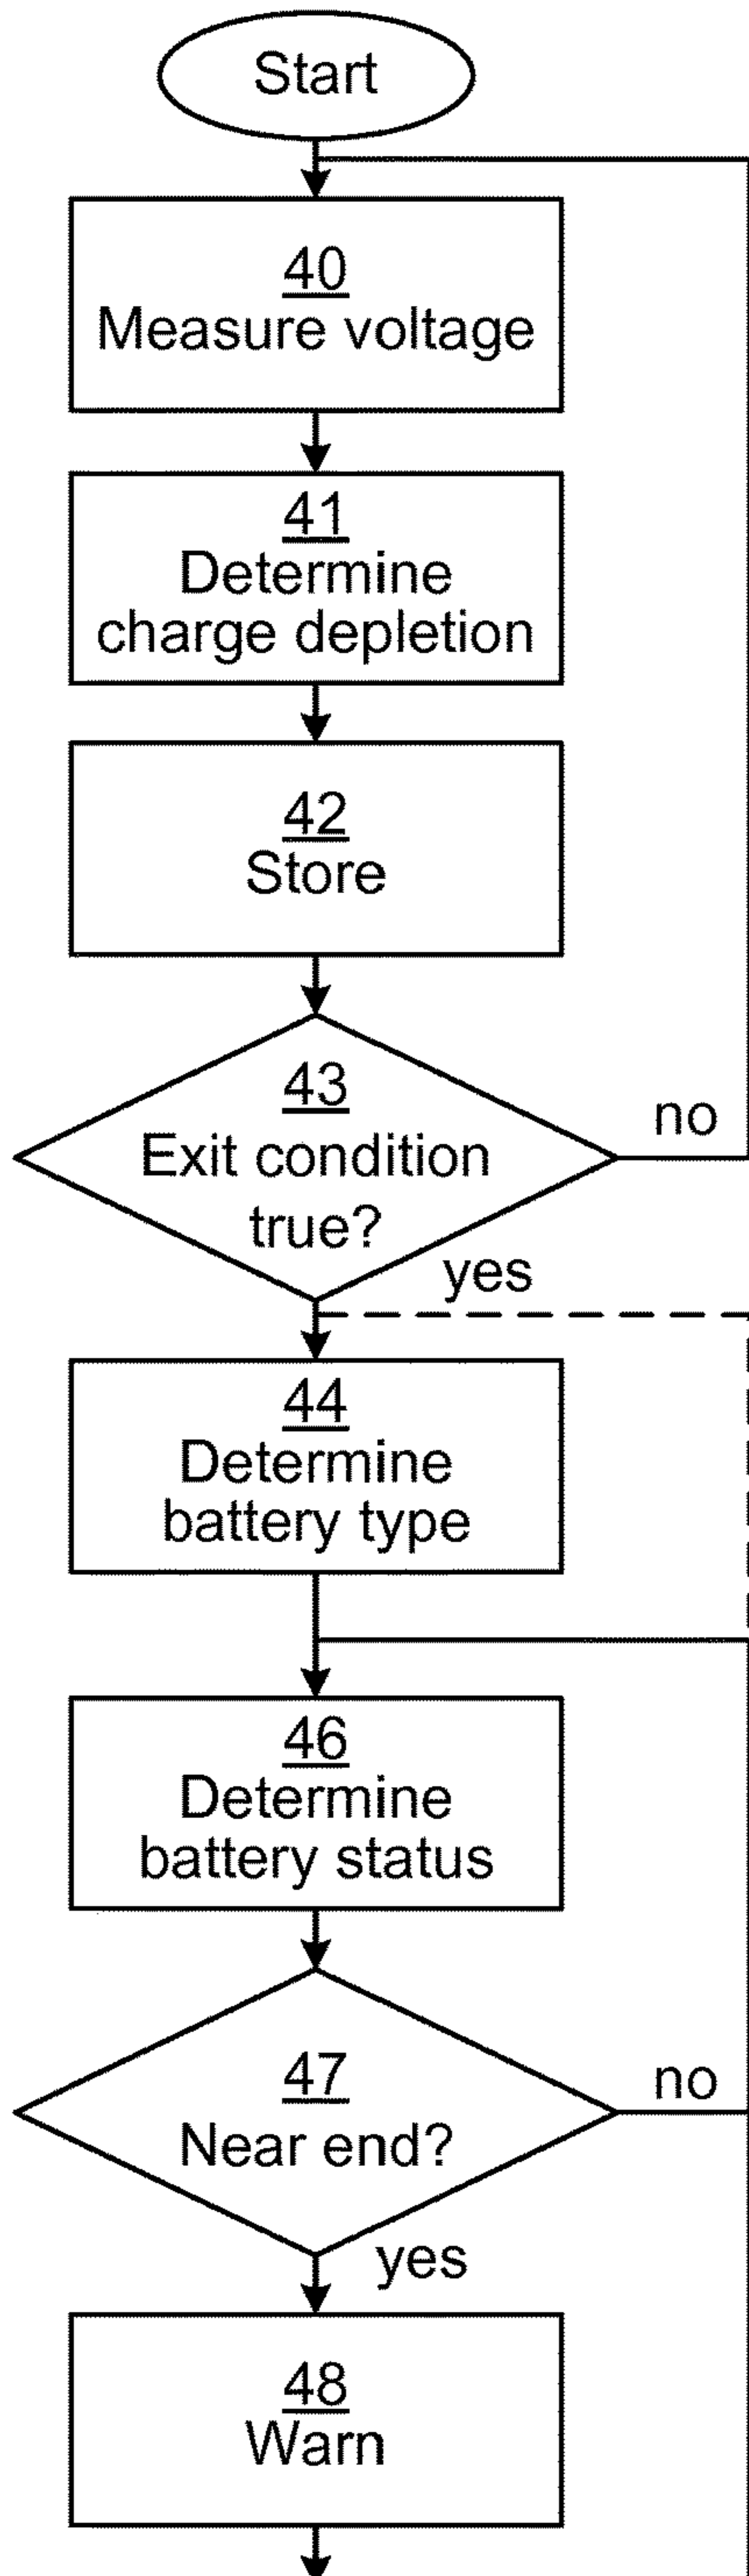 Start
40
Measure voltage
41
Determine
charge depletion
42
Store
43
Exit condition
true?
no
yes
44
Determine
battery type
46
Determine
battery status
47
Near end?
no
yes
48
Warn